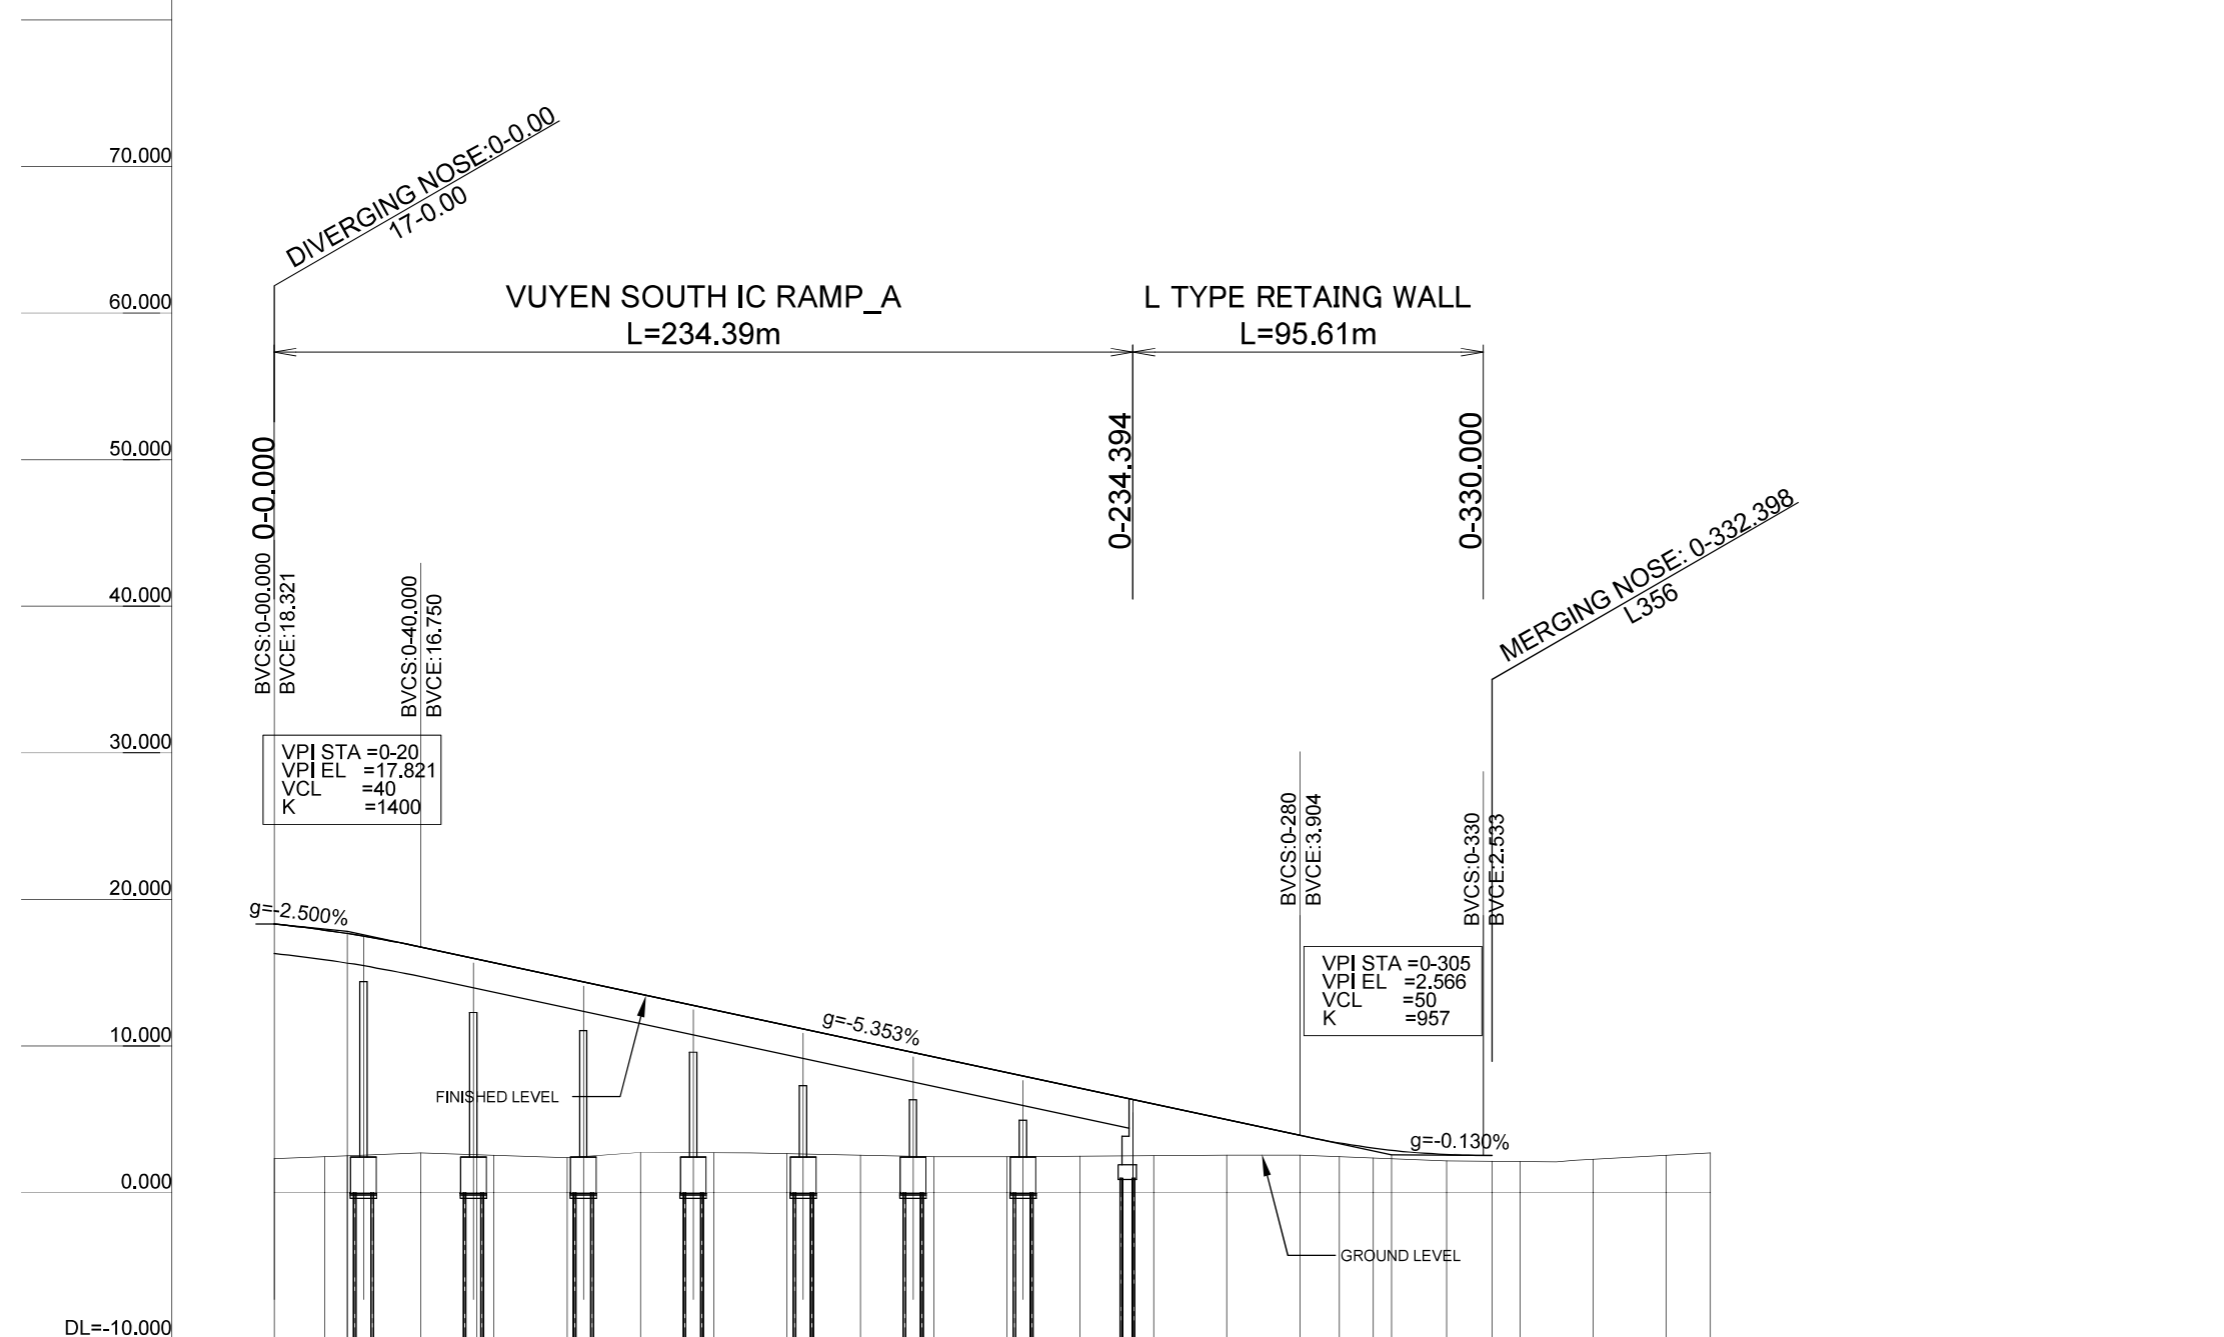 DIVERGING NOSE:0-0.00
17-0.00
70.000
60.000
50.000
40.000
30.000
20.000
10.000
0.000
DL=-10.000
VUYEN SOUTH IC RAMP_A
L=234.39m
L TYPE RETAING WALL
L=95.61m
0-0.000
0-234.394
0-330.000
MERGING NOSE: 0-332.398
L356
BVCS:0-00.000
BVCE:18.321
BVCS:0-40.000
BVCE:16.750
VPI STA =0-20
VPI EL =17.821
VCL =40
K =1400
BVCS:0-280
BVCE:3.904
BVCS:0-330
BVCE:2.533
VPI STA =0-305
VPI EL =2.566
VCL =50
K =957
g=-2.500%
g=-5.353%
g=-0.130%
FINISHED LEVEL
GROUND LEVEL